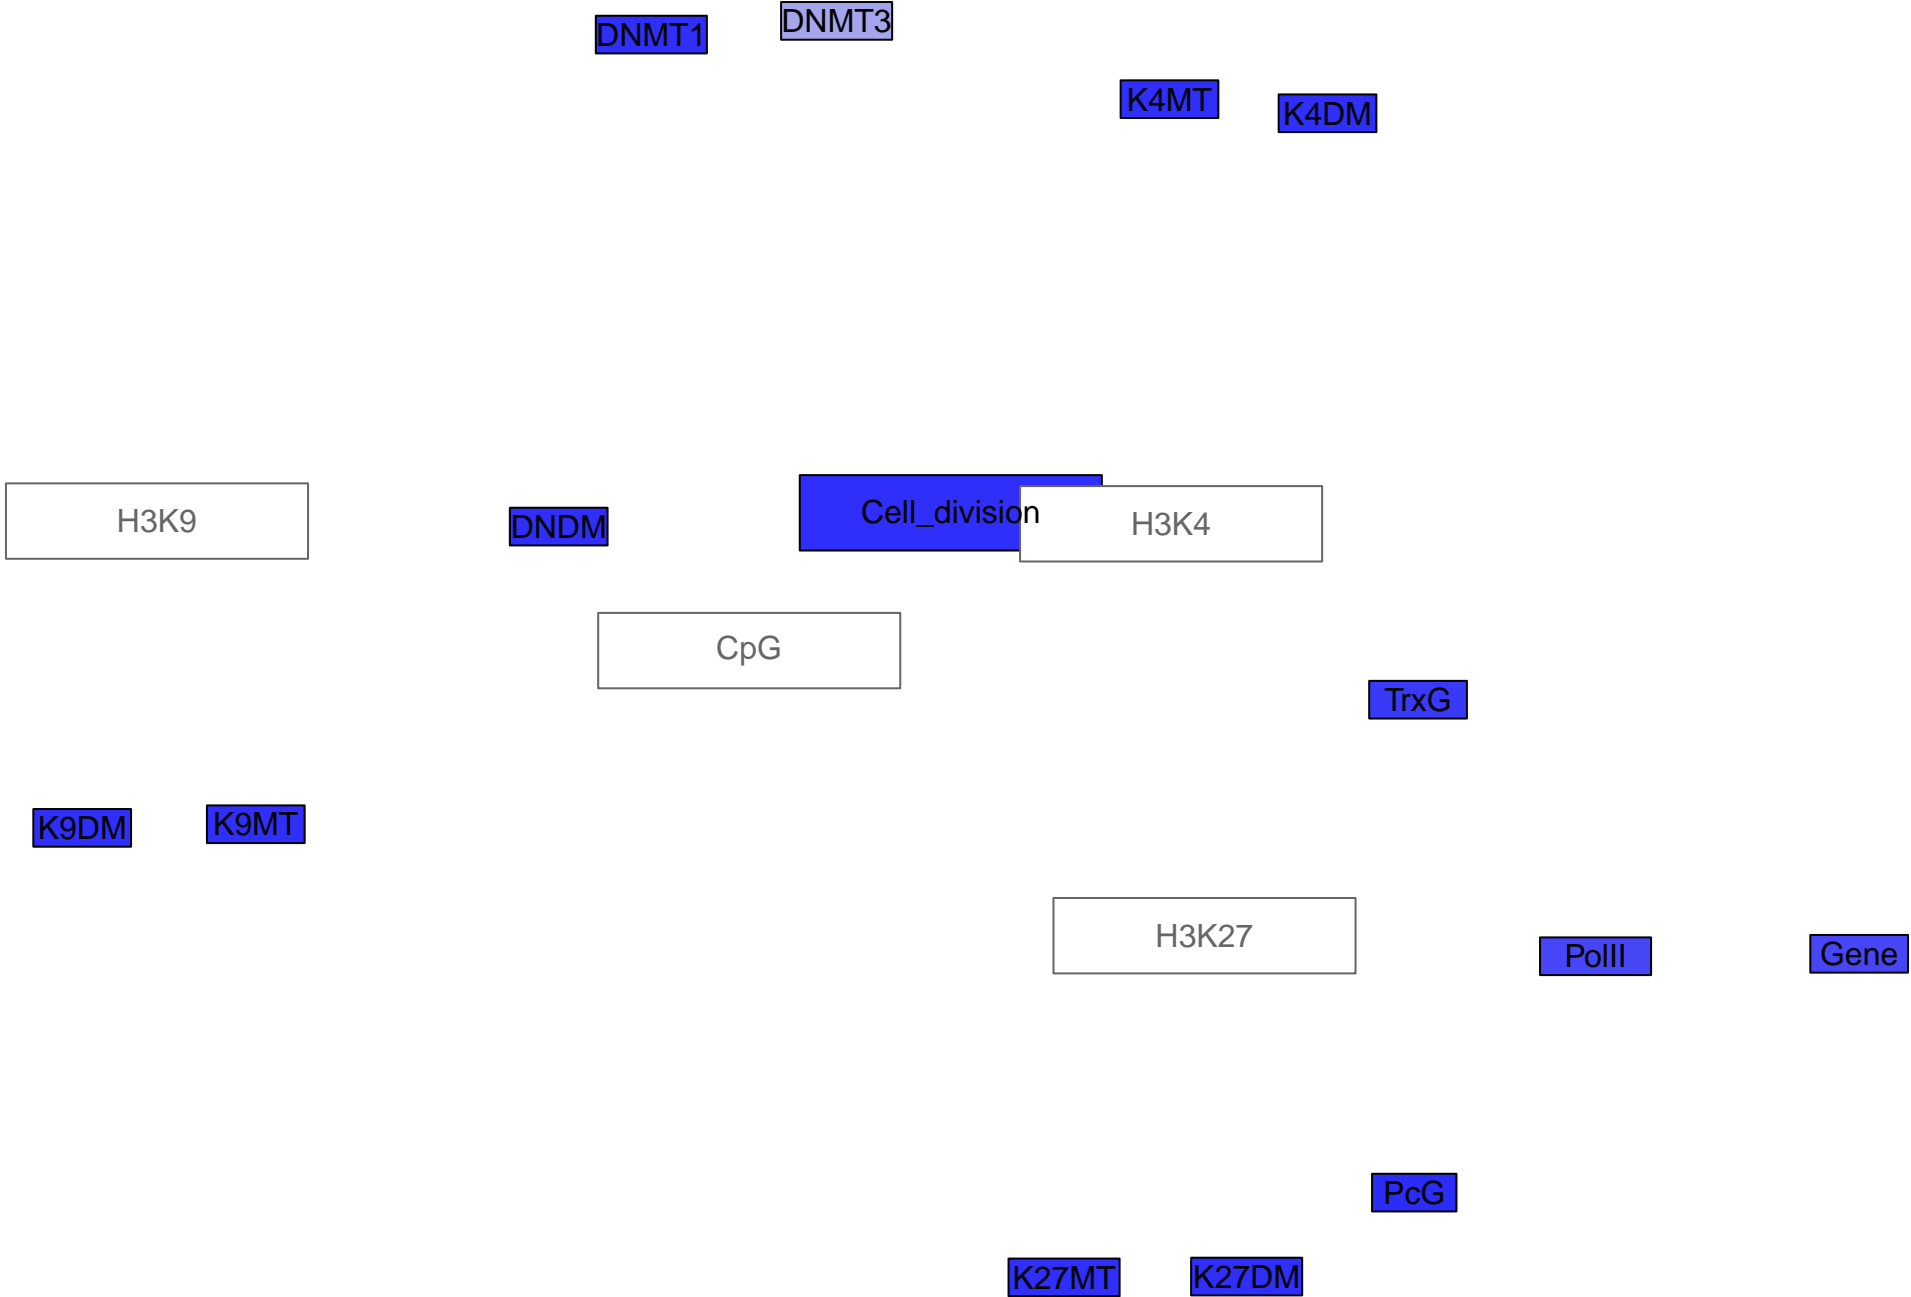 DNMT1
DNMT3
K4MT
K4DM
H3K9
DNDM
Cell_division
H3K4
CpG
TrxG
K9DM
K9MT
H3K27
PolII
Gene
PcG
K27MT
K27DM